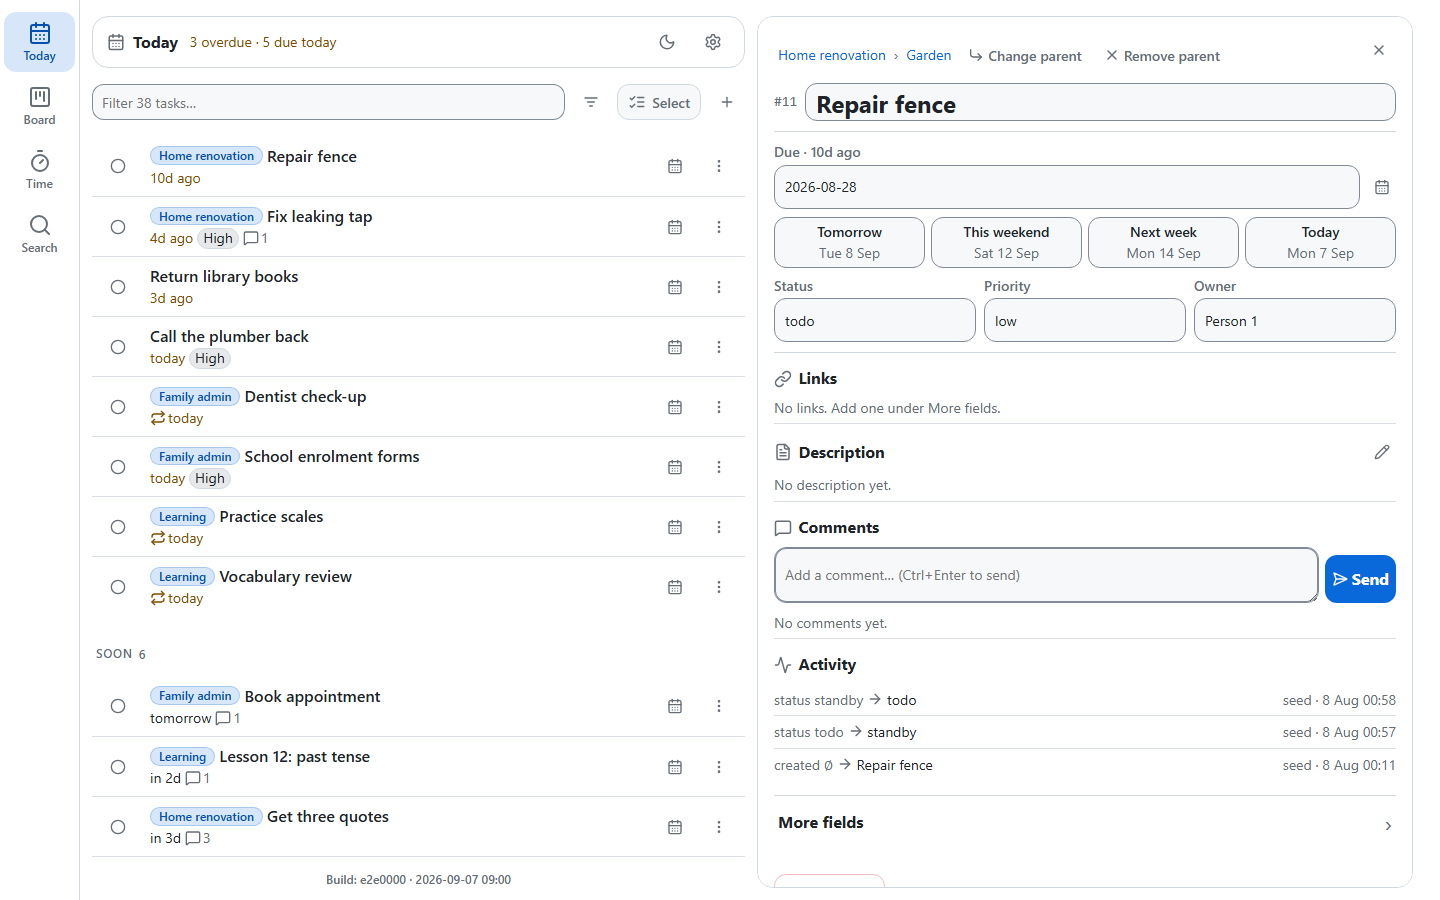 Today
Board
Time
Search
Today 3 overdue · 5 due today
Filter 38 tasks...
Select
Home renovation Repair fence
10d ago
Home renovation Fix leaking tap
4d ago High 1
Return library books
3d ago
Call the plumber back
today High
Family admin Dentist check-up
today
Family admin School enrolment forms
today High
Learning Practice scales
today
Learning Vocabulary review
today
SOON 6
Family admin Book appointment
tomorrow 1
Learning Lesson 12: past tense
in 2d 1
Home renovation Get three quotes
in 3d 3
Build: e2e0000 · 2026-09-07 09:00
Home renovation › Garden Change parent Remove parent
#11 Repair fence
Due · 10d ago
2026-08-28
Tomorrow
Tue 8 Sep
This weekend
Sat 12 Sep
Next week
Mon 14 Sep
Today
Mon 7 Sep
Status Priority Owner
todo low Person 1
Links
No links. Add one under More fields.
Description
No description yet.
Comments
Add a comment... (Ctrl+Enter to send)
Send
No comments yet.
Activity
status standby → todo seed · 8 Aug 00:58
status todo → standby seed · 8 Aug 00:57
created ∅ → Repair fence seed · 8 Aug 00:11
More fields